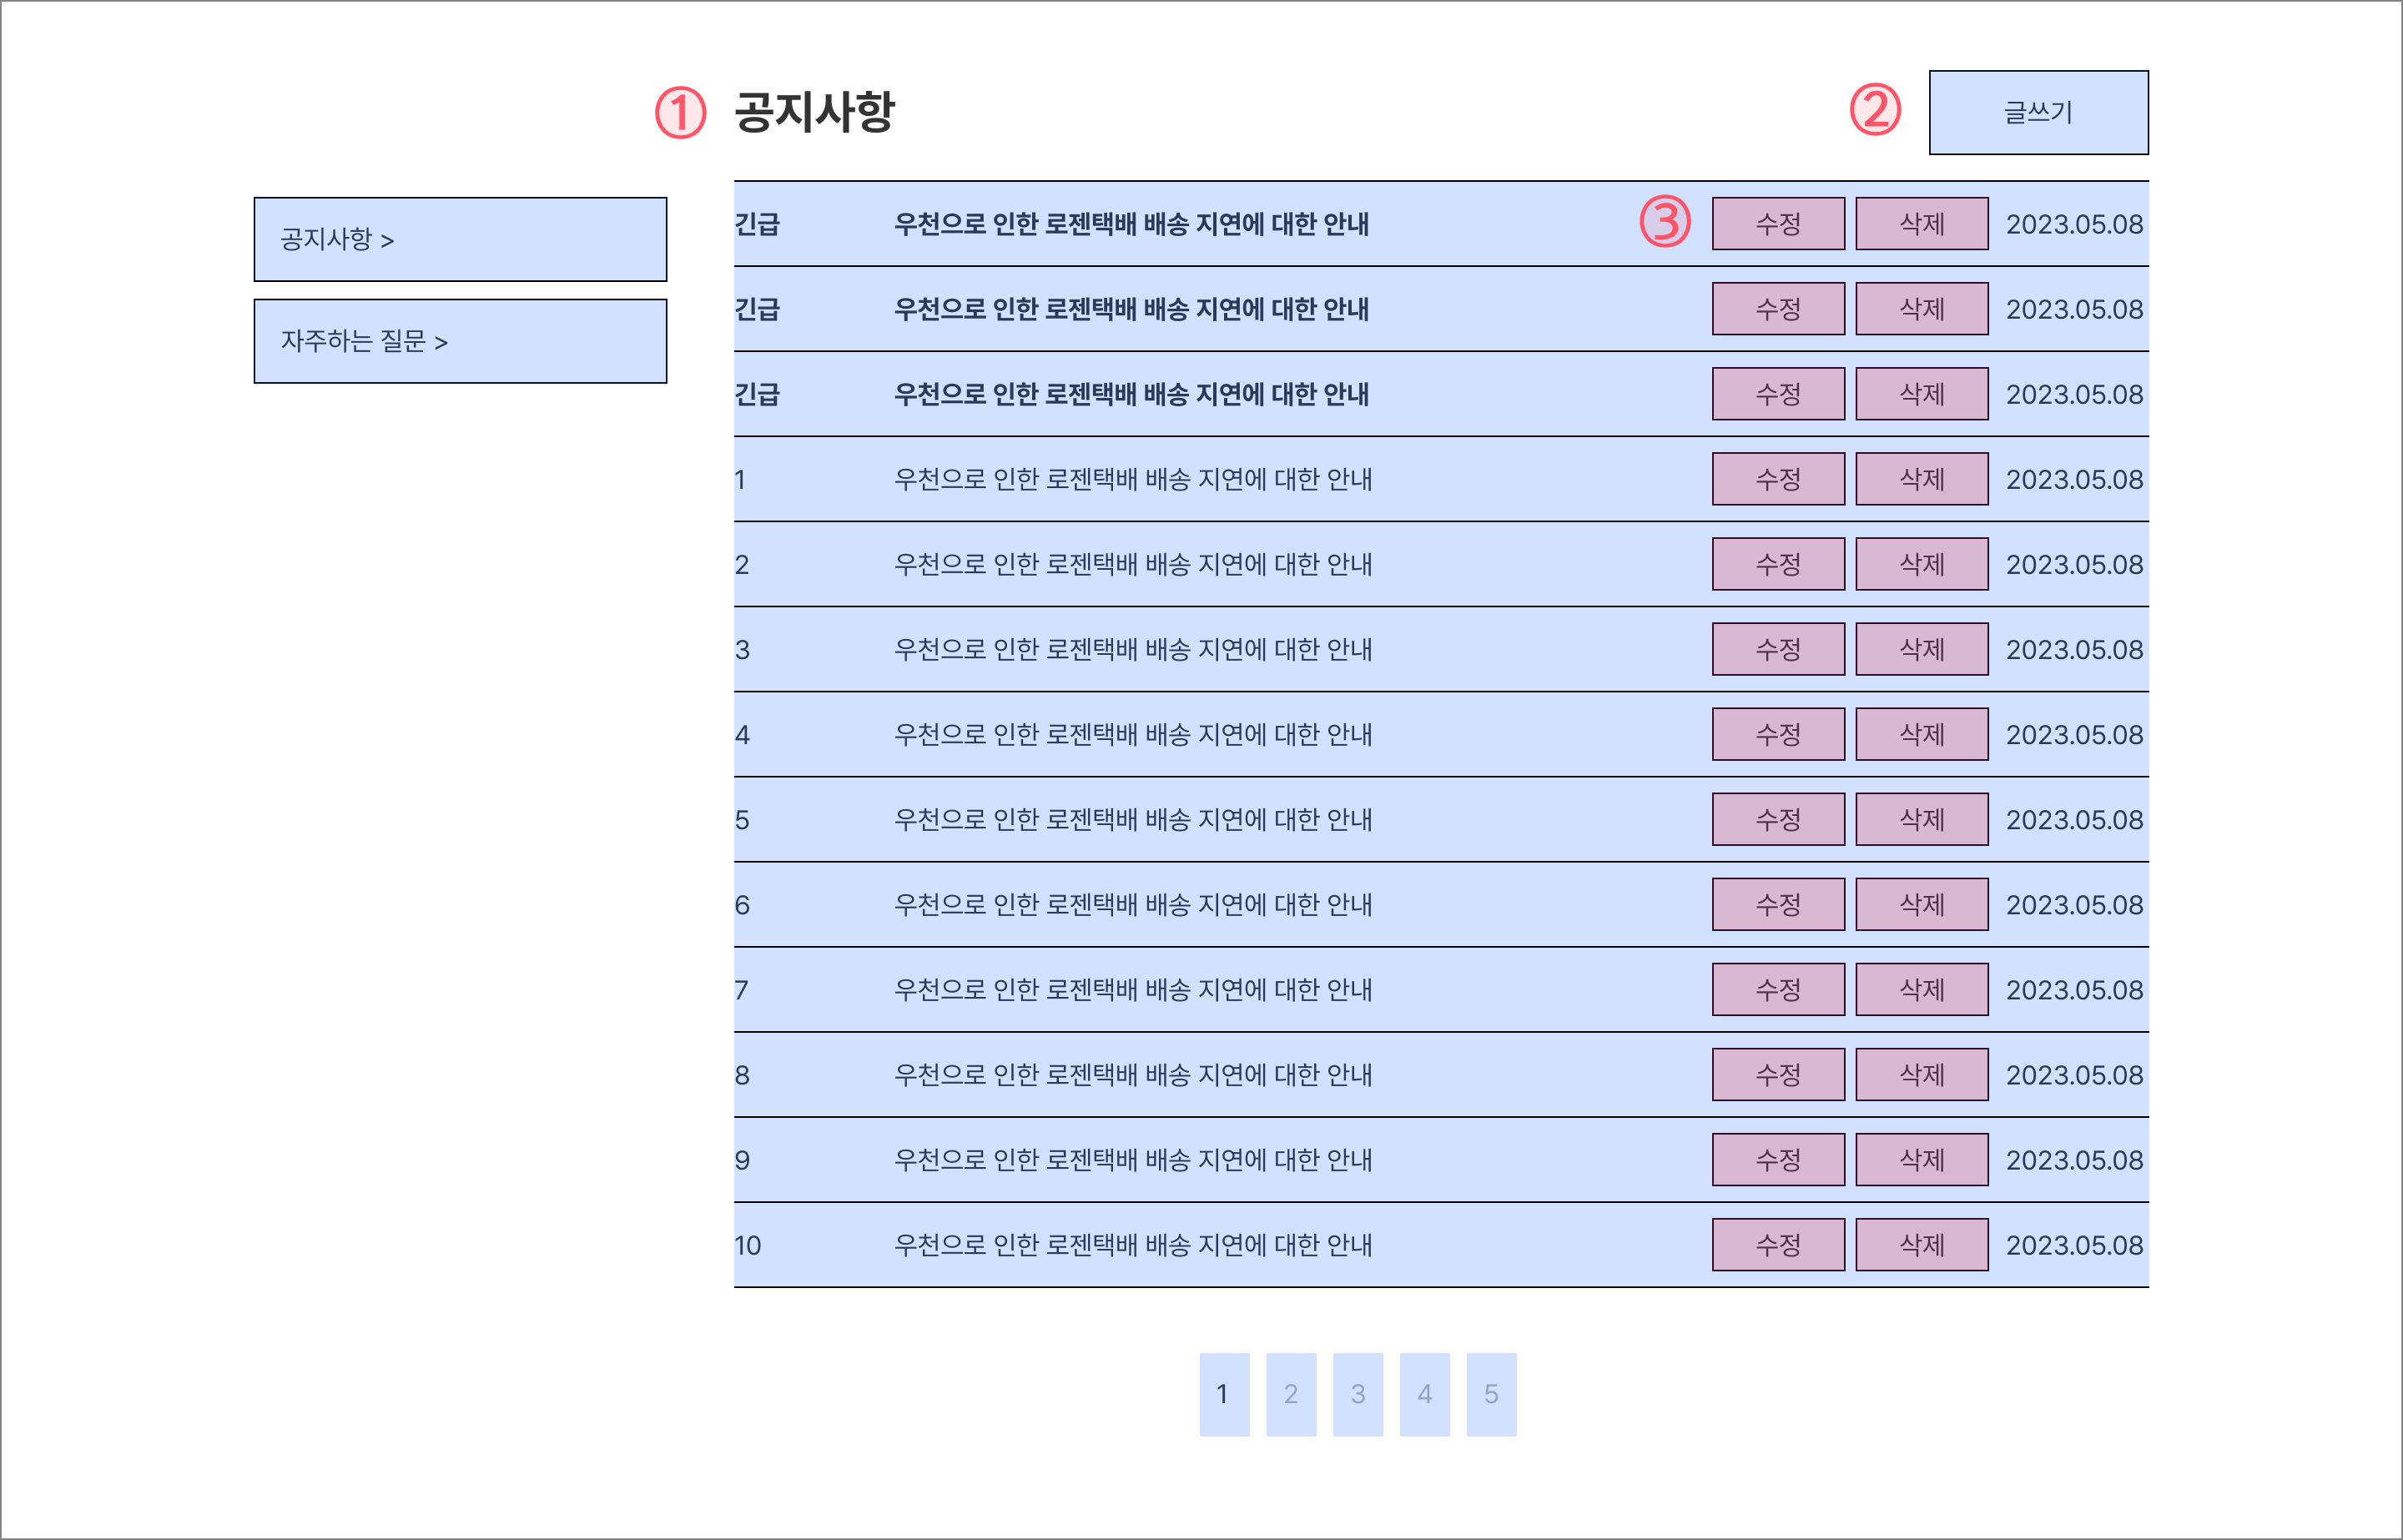 ① 공지사항
② 글쓰기
공지사항 >
자주하는 질문 >
긴급 우천으로 인한 로젠택배 배송 지연에 대한 안내 ③ 수정 삭제 2023.05.08
긴급 우천으로 인한 로젠택배 배송 지연에 대한 안내 수정 삭제 2023.05.08
긴급 우천으로 인한 로젠택배 배송 지연에 대한 안내 수정 삭제 2023.05.08
1 우천으로 인한 로젠택배 배송 지연에 대한 안내 수정 삭제 2023.05.08
2 우천으로 인한 로젠택배 배송 지연에 대한 안내 수정 삭제 2023.05.08
3 우천으로 인한 로젠택배 배송 지연에 대한 안내 수정 삭제 2023.05.08
4 우천으로 인한 로젠택배 배송 지연에 대한 안내 수정 삭제 2023.05.08
5 우천으로 인한 로젠택배 배송 지연에 대한 안내 수정 삭제 2023.05.08
6 우천으로 인한 로젠택배 배송 지연에 대한 안내 수정 삭제 2023.05.08
7 우천으로 인한 로젠택배 배송 지연에 대한 안내 수정 삭제 2023.05.08
8 우천으로 인한 로젠택배 배송 지연에 대한 안내 수정 삭제 2023.05.08
9 우천으로 인한 로젠택배 배송 지연에 대한 안내 수정 삭제 2023.05.08
10 우천으로 인한 로젠택배 배송 지연에 대한 안내 수정 삭제 2023.05.08
1 2 3 4 5